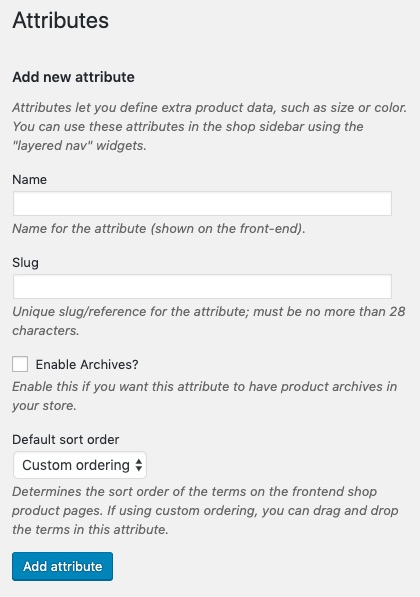 Attributes
Add new attribute
Attributes let you define extra product data, such as size or color.
You can use these attributes in the shop sidebar using the
"layered nav" widgets.
Name
Name for the attribute (shown on the front-end).
Slug
Unique slug/reference for the attribute; must be no more than 28
characters.
Enable Archives?
Enable this if you want this attribute to have product archives in
your store.
Default sort order
Custom ordering
Determines the sort order of the terms on the frontend shop
product pages. If using custom ordering, you can drag and drop
the terms in this attribute.
Add attribute